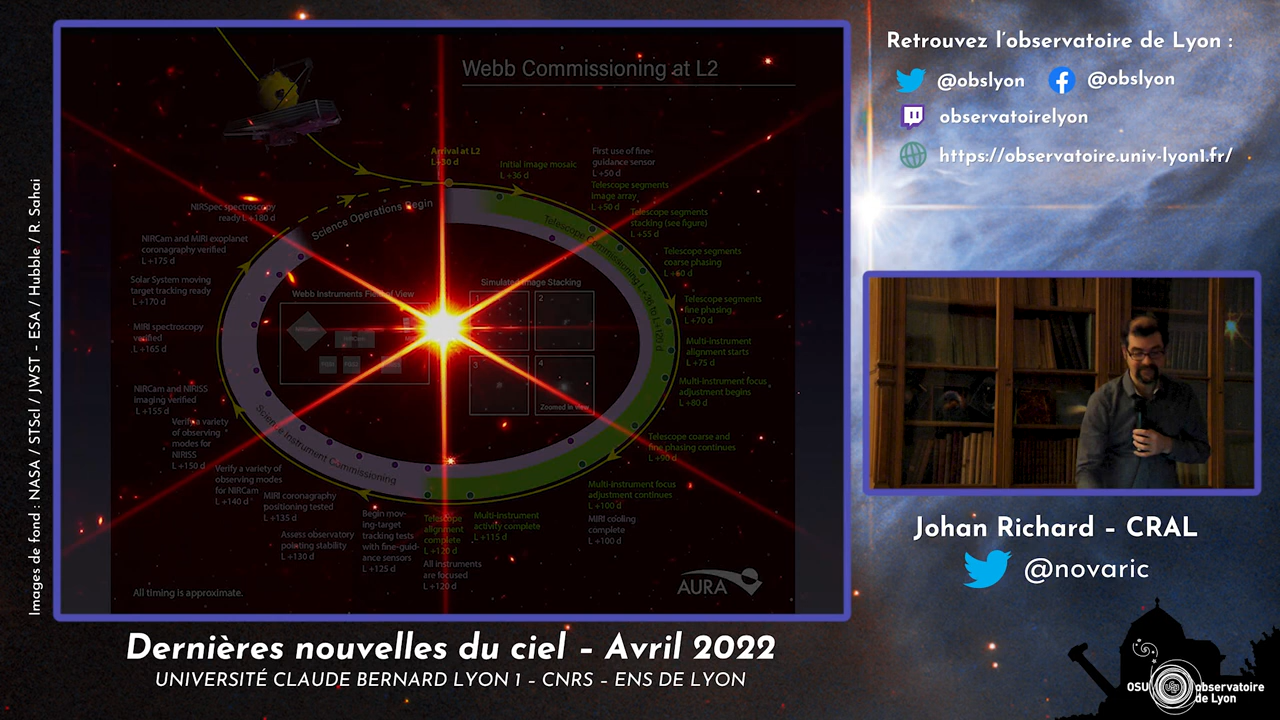 Images de fond : NASA / STScI / JWST - ESA / Hubble / R. Sahai
Webb Commissioning at L2
Arrival at L2
L+30 d
Initial image mosaic
L +36 d
First use of fine-
guidance sensor
L+50 d
Telescope segments
image array
L +50 d
Telescope segments
stacking (see figure)
L +55 d
Telescope segments
coarse phasing
L +60 d
Telescope segments
fine phasing
L +70 d
Multi-instrument
alignment starts
L +75 d
Multi-instrument focus
adjustment begins
L +80 d
Telescope coarse and
fine phasing continues
L +90 d
Multi-instrument focus
adjustment continues
L +100 d
MIRI cooling
complete
L +100 d
Multi-instrument
activity complete
L +115 d
Telescope
alignment
complete
L +120 d
All instruments
are focused
L +120 d
Begin mov-
ing-target
tracking tests
with fine-guid-
ance sensors
L +125 d
Assess observatory
pointing stability
L +130 d
MIRI coronagraphy
positioning tested
L +135 d
Verify a variety of
observing modes
for NIRCam
L +140 d
Verify a variety
of observing
modes for
NIRISS
L +150 d
NIRCam and NIRISS
imaging verified
L +155 d
MIRI spectroscopy
verified
L +165 d
Solar System moving
target tracking ready
L +170 d
NIRCam and MIRI exoplanet
coronagraphy verified
L +175 d
NIRSpec spectroscopy
ready L +180 d
Science Operations Begin
Telescope Commissioning L +36 to L +120 d
Science Instrument Commissioning
Webb Instruments Field of View
Simulated Image Stacking
1
2
3
4
Zoomed in view
All timing is approximate.
AURA
Dernières nouvelles du ciel – Avril 2022
UNIVERSITÉ CLAUDE BERNARD LYON 1 – CNRS – ENS DE LYON
Retrouvez l'observatoire de Lyon :
@obslyon
@obslyon
observatoirelyon
https://observatoire.univ-lyon1.fr/
Johan Richard – CRAL
@novaric
OSU
observatoire
de Lyon